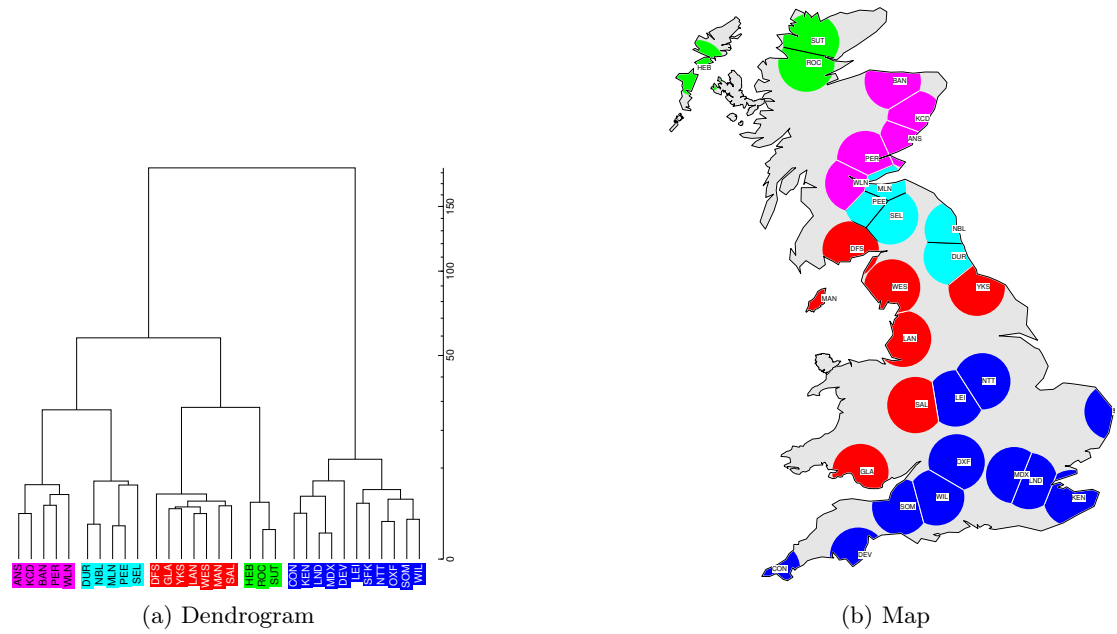 150
100
50
0
ANS KCD BAN PER WLN DUR NBL MLN PEE SEL DFS GLA YKS LAN WES MAN SAL HEB ROC SUT CON KEN LND MDX DEV LEI SFK NTT OXF SOM WIL
(a) Dendrogram
SUT
ROC
HEB
BAN
KCD
ANS
PER
WLN
MLN
PEE
SEL
NBL
DFS
DUR
WES
YKS
MAN
LAN
NTT
LEI
SAL
OXF
GLA
MDX
LND
WIL
KEN
SOM
DEV
CON
(b) Map